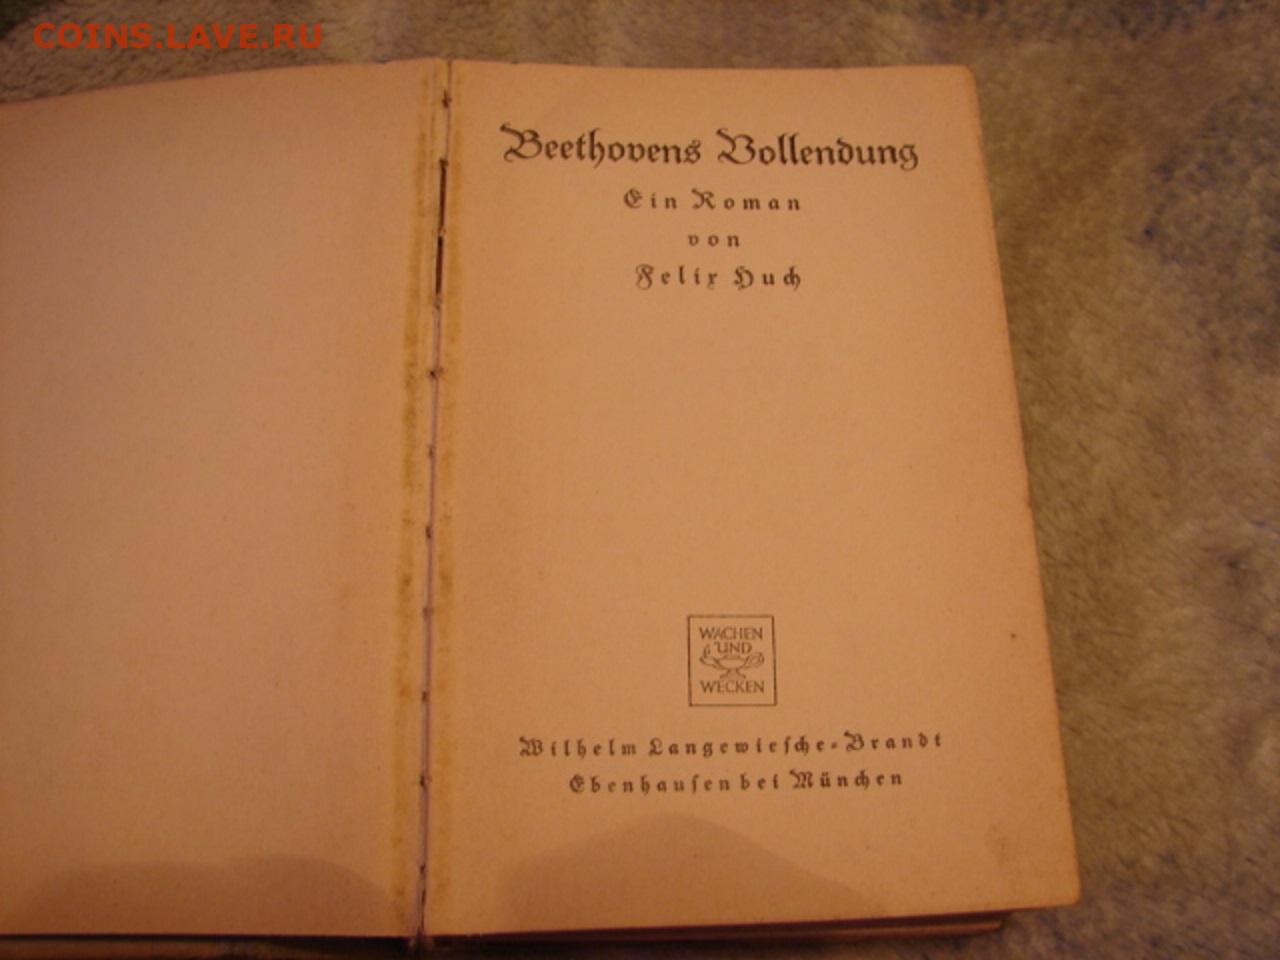 COINS.LAVE.RU
Beethovens Vollendung
Ein Roman
von
Felix Huch
WACHEN
UND
WECKEN
Wilhelm Langewieſche-Brandt
Ebenhauſen bei München